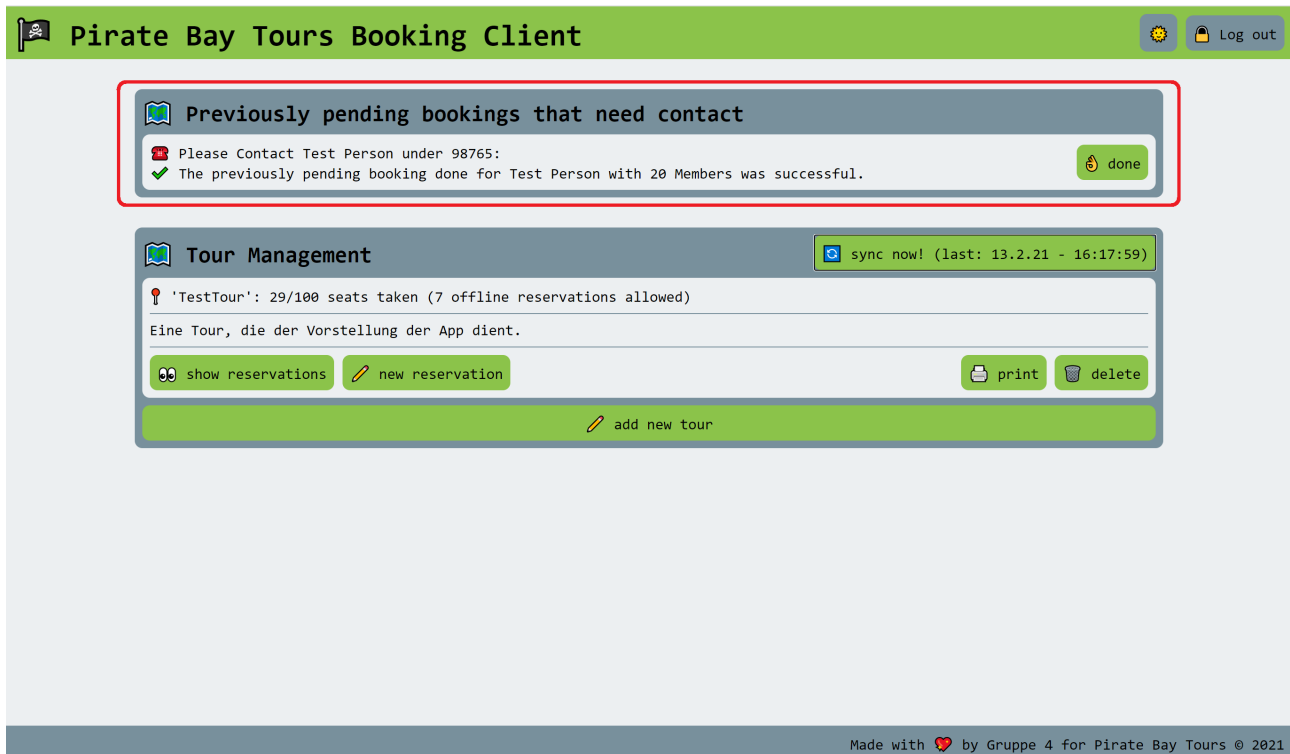 Pirate Bay Tours Booking Client
Log out
Previously pending bookings that need contact
Please Contact Test Person under 98765:
The previously pending booking done for Test Person with 20 Members was successful.
done
Tour Management
sync now! (last: 13.2.21 - 16:17:59)
'TestTour': 29/100 seats taken (7 offline reservations allowed)
Eine Tour, die der Vorstellung der App dient.
show reservations
new reservation
print
delete
add new tour
Made with ❤ by Gruppe 4 for Pirate Bay Tours © 2021